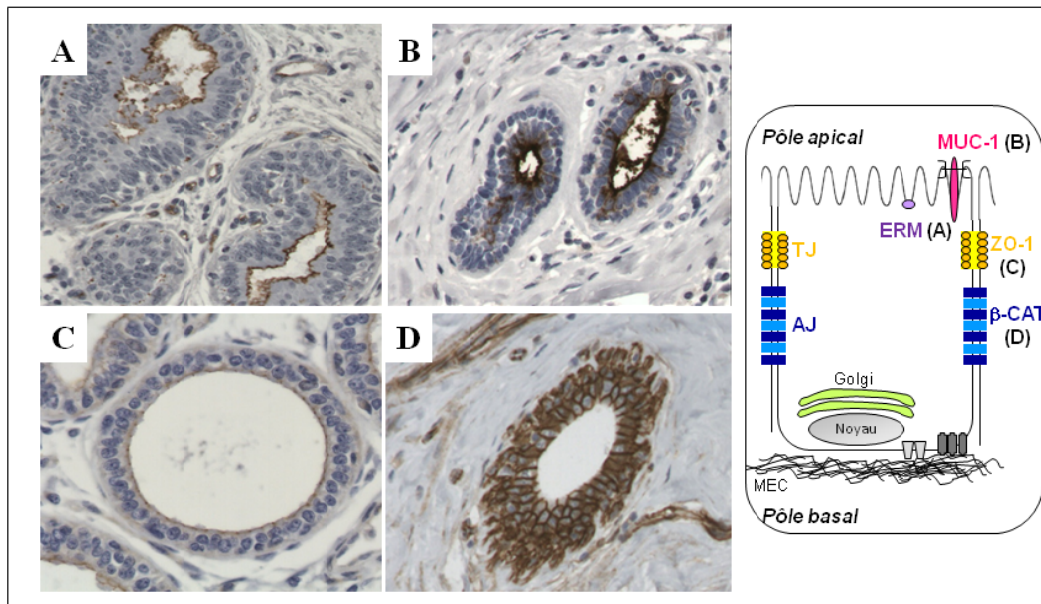 A
B
C
D
Pôle apical
MUC-1 (B)
ERM (A)
TJ
ZO-1
(C)
AJ
β-CAT
(D)
Golgi
Noyau
MEC
Pôle basal